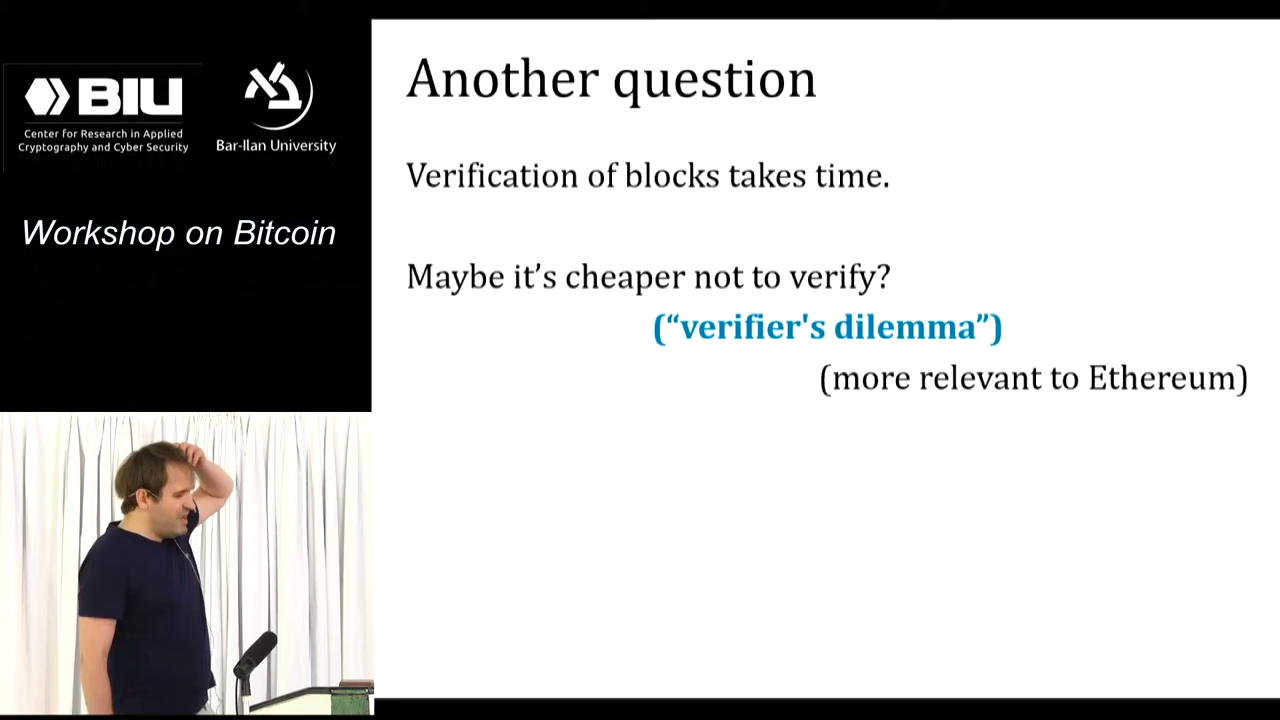 BIU
Center for Research in Applied
Cryptography and Cyber Security
Bar-Ilan University
Workshop on Bitcoin
Another question
Verification of blocks takes time.
Maybe it’s cheaper not to verify?
(“verifier's dilemma”)
(more relevant to Ethereum)